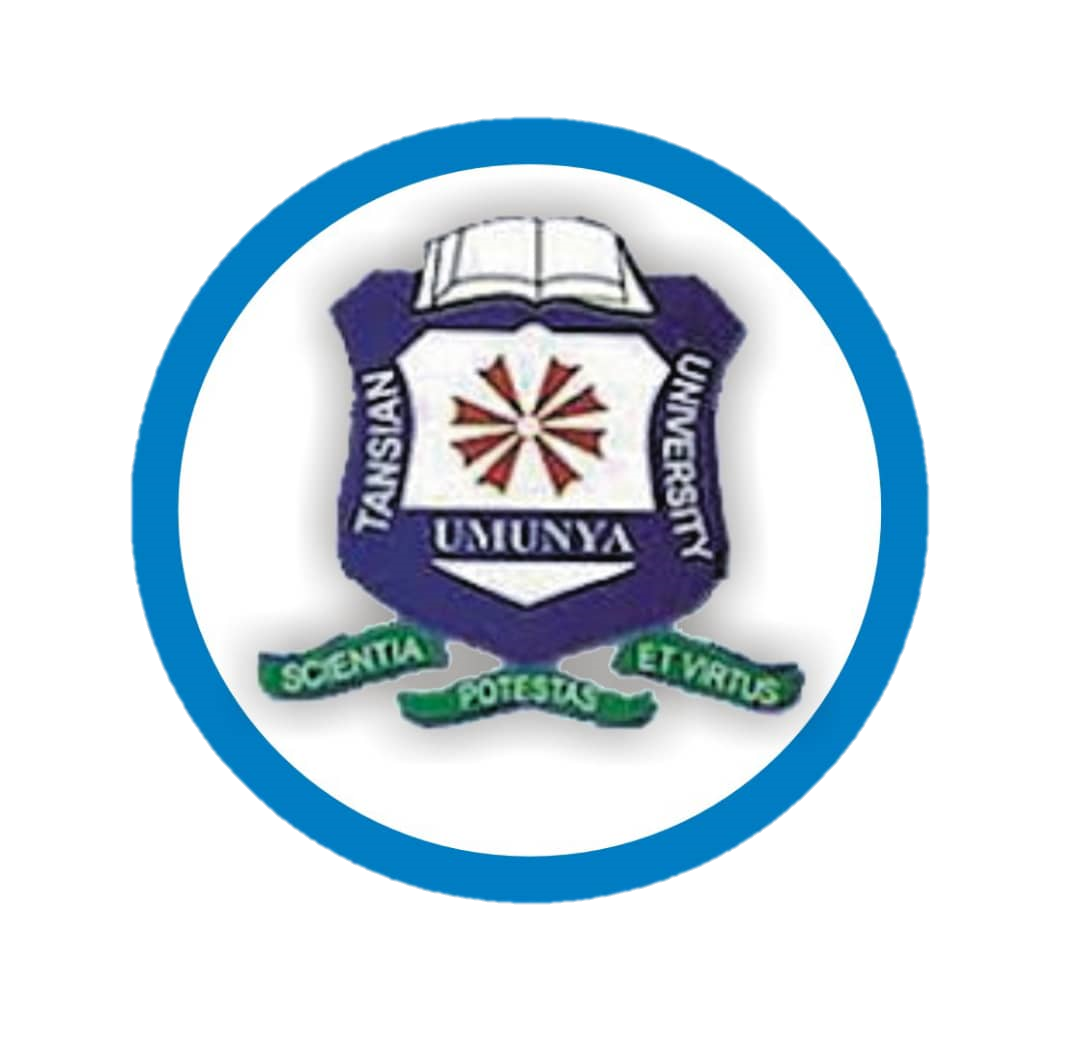 TANSIAN
UNIVERSITY
UMUNYA
SCIENTIA
POTESTAS
ET VIRTUS